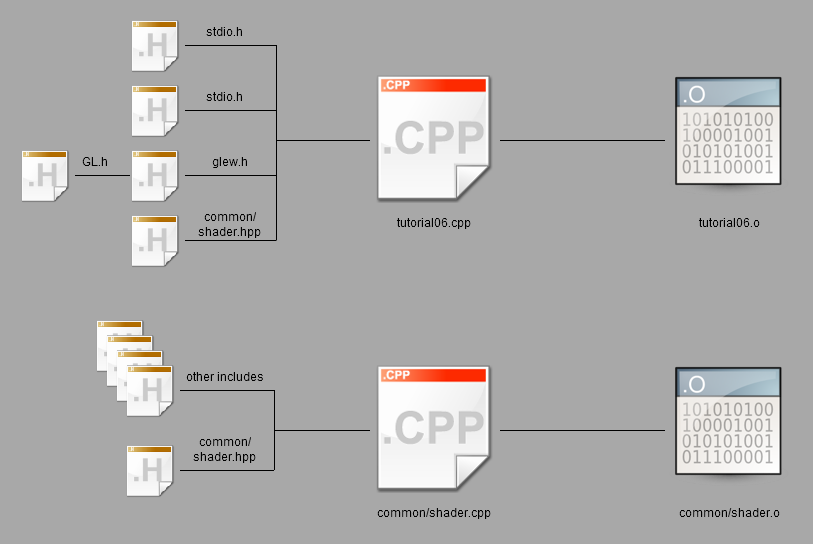 .H
stdio.h
.H
stdio.h
.H
GL.h
.H
glew.h
.H
common/
shader.hpp
.CPP
.CPP
tutorial06.cpp
.O
101010100
100001001
010101001
011100001
tutorial06.o
.H
other includes
.H
common/
shader.hpp
.CPP
.CPP
common/shader.cpp
.O
101010100
100001001
010101001
011100001
common/shader.o